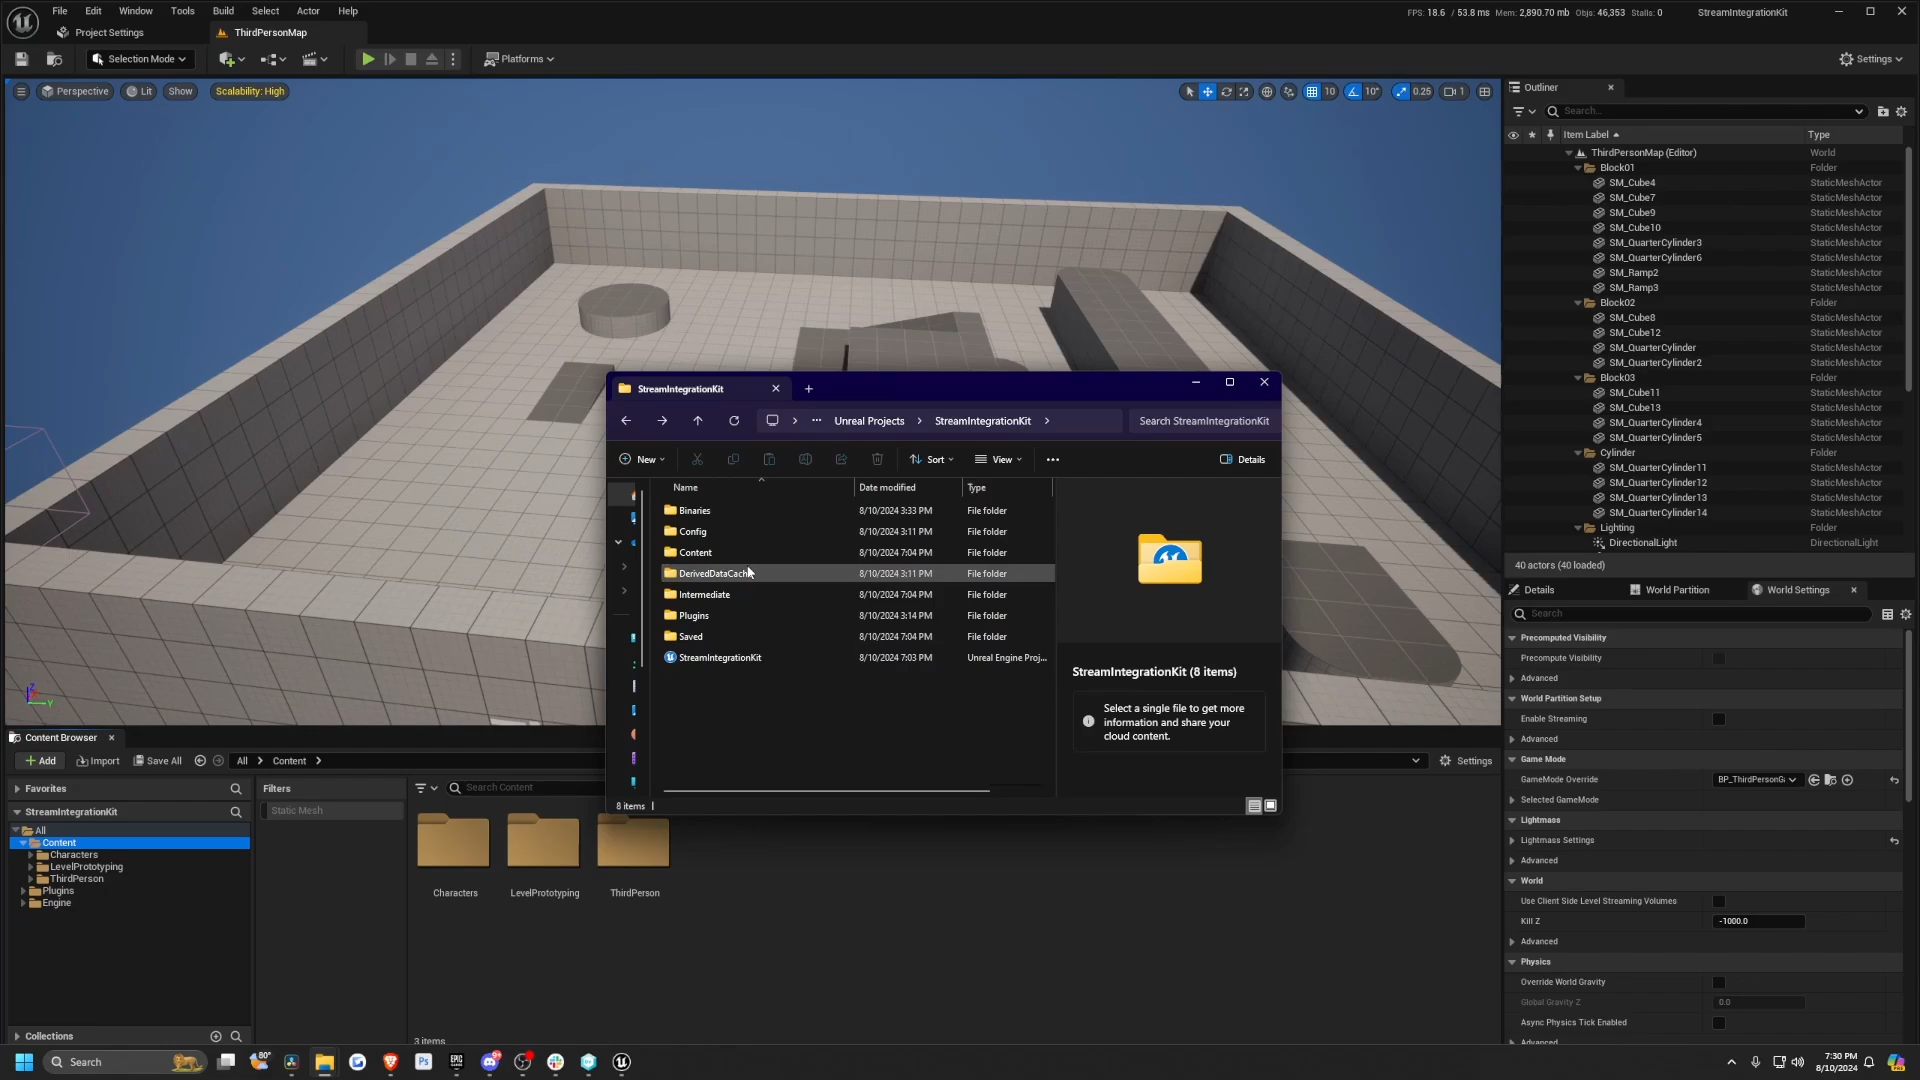 File Edit Window Tools Build Select Actor Help
FPS: 18.6 / 53.8 ms Mem: 2,890.70 mb Objs: 46,353 Stalls: 0
StreamIntegrationKit
Project Settings
ThirdPersonMap
Selection Mode
Platforms
Settings
Perspective
Lit
Show
Scalability: High
10
10°
0.25
1
Outliner
Search...
Item Label
Type
ThirdPersonMap (Editor) World
Block01 Folder
SM_Cube4 StaticMeshActor
SM_Cube7 StaticMeshActor
SM_Cube9 StaticMeshActor
SM_Cube10 StaticMeshActor
SM_QuarterCylinder3 StaticMeshActor
SM_QuarterCylinder6 StaticMeshActor
SM_Ramp2 StaticMeshActor
SM_Ramp3 StaticMeshActor
Block02 Folder
SM_Cube8 StaticMeshActor
SM_Cube12 StaticMeshActor
SM_QuarterCylinder StaticMeshActor
SM_QuarterCylinder2 StaticMeshActor
Block03 Folder
SM_Cube11 StaticMeshActor
SM_Cube13 StaticMeshActor
SM_QuarterCylinder4 StaticMeshActor
SM_QuarterCylinder5 StaticMeshActor
Cylinder Folder
SM_QuarterCylinder11 StaticMeshActor
SM_QuarterCylinder12 StaticMeshActor
SM_QuarterCylinder13 StaticMeshActor
SM_QuarterCylinder14 StaticMeshActor
Lighting Folder
DirectionalLight DirectionalLight
40 actors (40 loaded)
Details
World Partition
World Settings
Search
Precomputed Visibility
Precompute Visibility
Advanced
World Partition Setup
Enable Streaming
Advanced
Game Mode
GameMode Override BP_ThirdPersonGa
Selected GameMode
Lightmass
Lightmass Settings
Advanced
World
Use Client Side Level Streaming Volumes
Kill Z -1000.0
Advanced
Physics
Override World Gravity
Global Gravity Z 0.0
Async Physics Tick Enabled
Advanced
StreamIntegrationKit
Unreal Projects
StreamIntegrationKit
Search StreamIntegrationKit
New
Sort
View
Details
Name Date modified Type
Binaries 8/10/2024 3:33 PM File folder
Config 8/10/2024 3:11 PM File folder
Content 8/10/2024 7:04 PM File folder
DerivedDataCach 8/10/2024 3:11 PM File folder
Intermediate 8/10/2024 7:04 PM File folder
Plugins 8/10/2024 3:14 PM File folder
Saved 8/10/2024 7:04 PM File folder
StreamIntegrationKit 8/10/2024 7:03 PM Unreal Engine Proj...
StreamIntegrationKit (8 items)
Select a single file to get more
information and share your
cloud content.
8 items
Content Browser
Add
Import
Save All
All
Content
Settings
Favorites
Filters
Search Content
StreamIntegrationKit
Static Mesh
All
Content
Characters
LevelPrototyping
ThirdPerson
Plugins
Engine
Characters
LevelPrototyping
ThirdPerson
Collections
3 items
Search
80°
Ps
EPIC
7:30 PM
8/10/2024